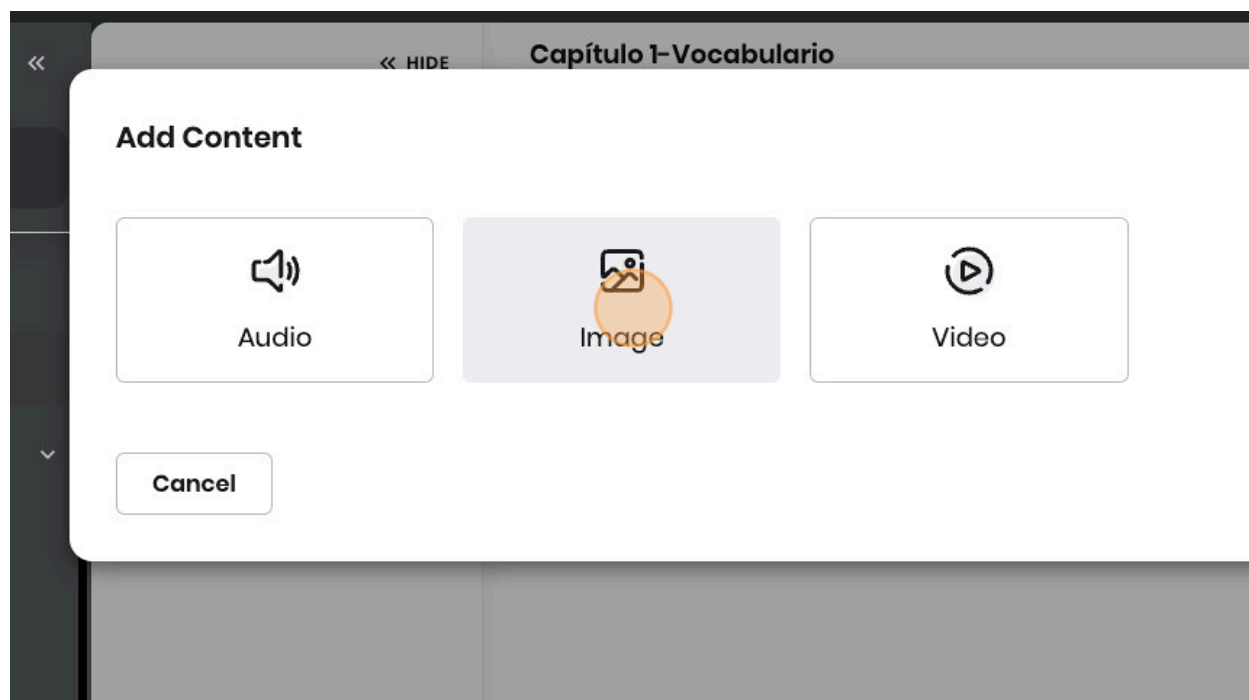 « HIDE
Capítulo 1-Vocabulario
Add Content
Audio
Image
Video
Cancel